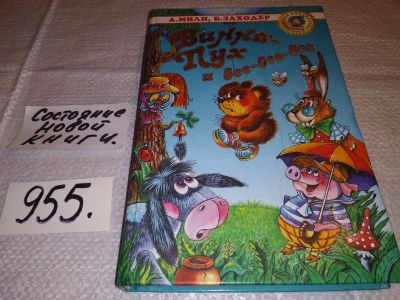 А. МИЛН, Б. ЗАХОДЕР
Винни-
Пух
и все-все-все
Состояние
новой
книги.
955.